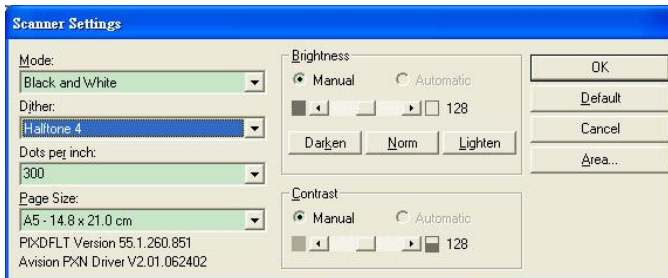 Scanner Settings
Mode:
Black and White
Dither:
Halftone 4
Dots per inch:
300
Page Size:
A5 - 14.8 x 21.0 cm
PIXDFLT Version 55.1.260.851
Avision PXN Driver V2.01.062402
Brightness
Manual Automatic
128
Darken Norm Lighten
Contrast
Manual Automatic
128
OK
Default
Cancel
Area...